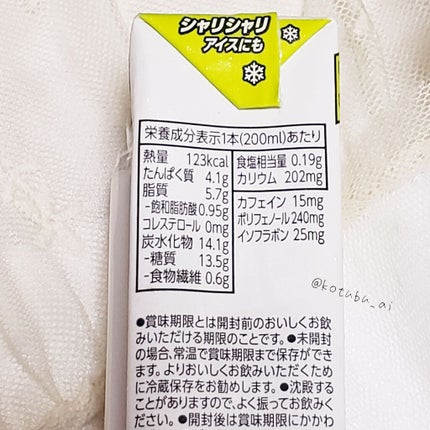 シャリシャリ
アイスにも
栄養成分表示1本(200ml)あたり
熱量 123kcal
たんぱく質 4.1g
脂質 5.7g
-飽和脂肪酸 0.95g
コレステロール 0mg
炭水化物 14.1g
-糖質 13.5g
-食物繊維 0.6g
食塩相当量 0.19g
カリウム 202mg
カフェイン 15mg
ポリフェノール 240mg
イソフラボン 25mg
@kotubu_ai
●賞味期限とは開封前のおいしくお飲
みいただける期限のことです。●未開封
の場合、常温で賞味期限まで保存ができ
ます。よりおいしくお飲みいただくため
に冷蔵保存をお勧めします。●沈殿する
ことがありますので、よく振ってお飲みく
ださい。●開封後は賞味期限にかかわ